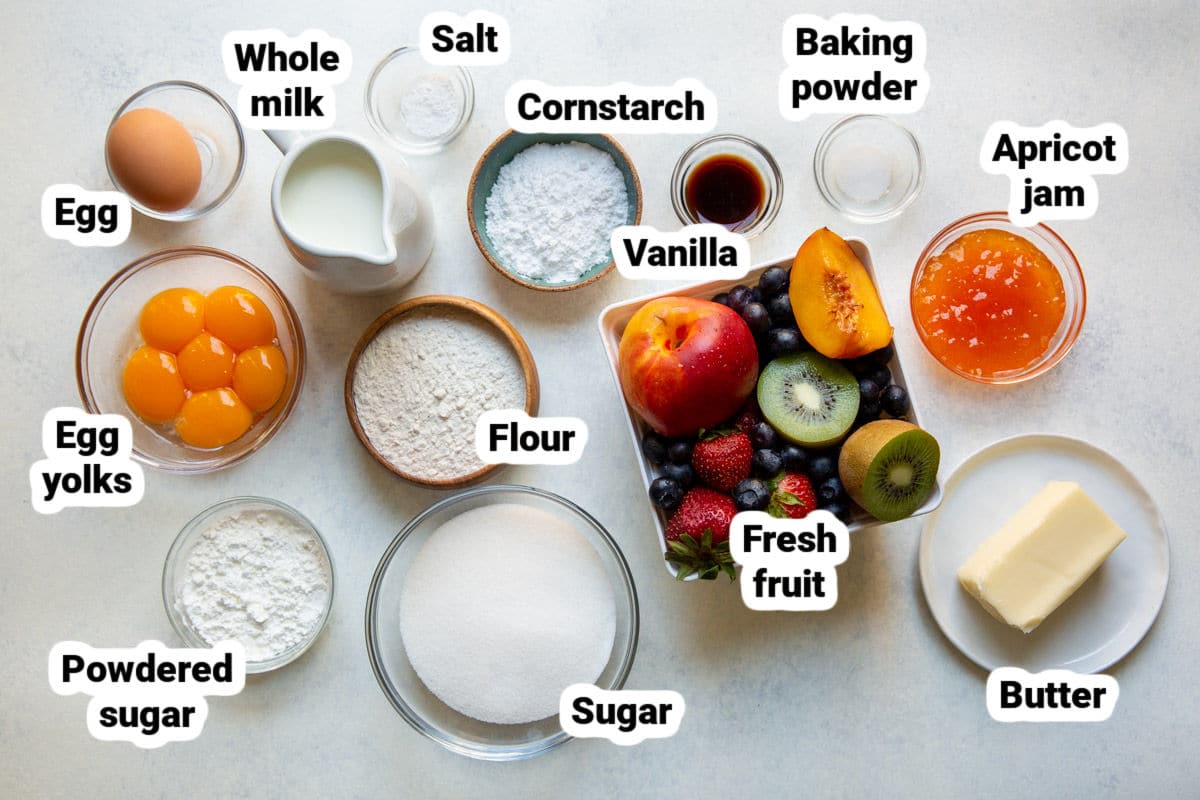 Salt
Whole
milk
Baking
powder
Cornstarch
Apricot
jam
Egg
Vanilla
Egg
yolks
Flour
Fresh
fruit
Powdered
sugar
Sugar
Butter